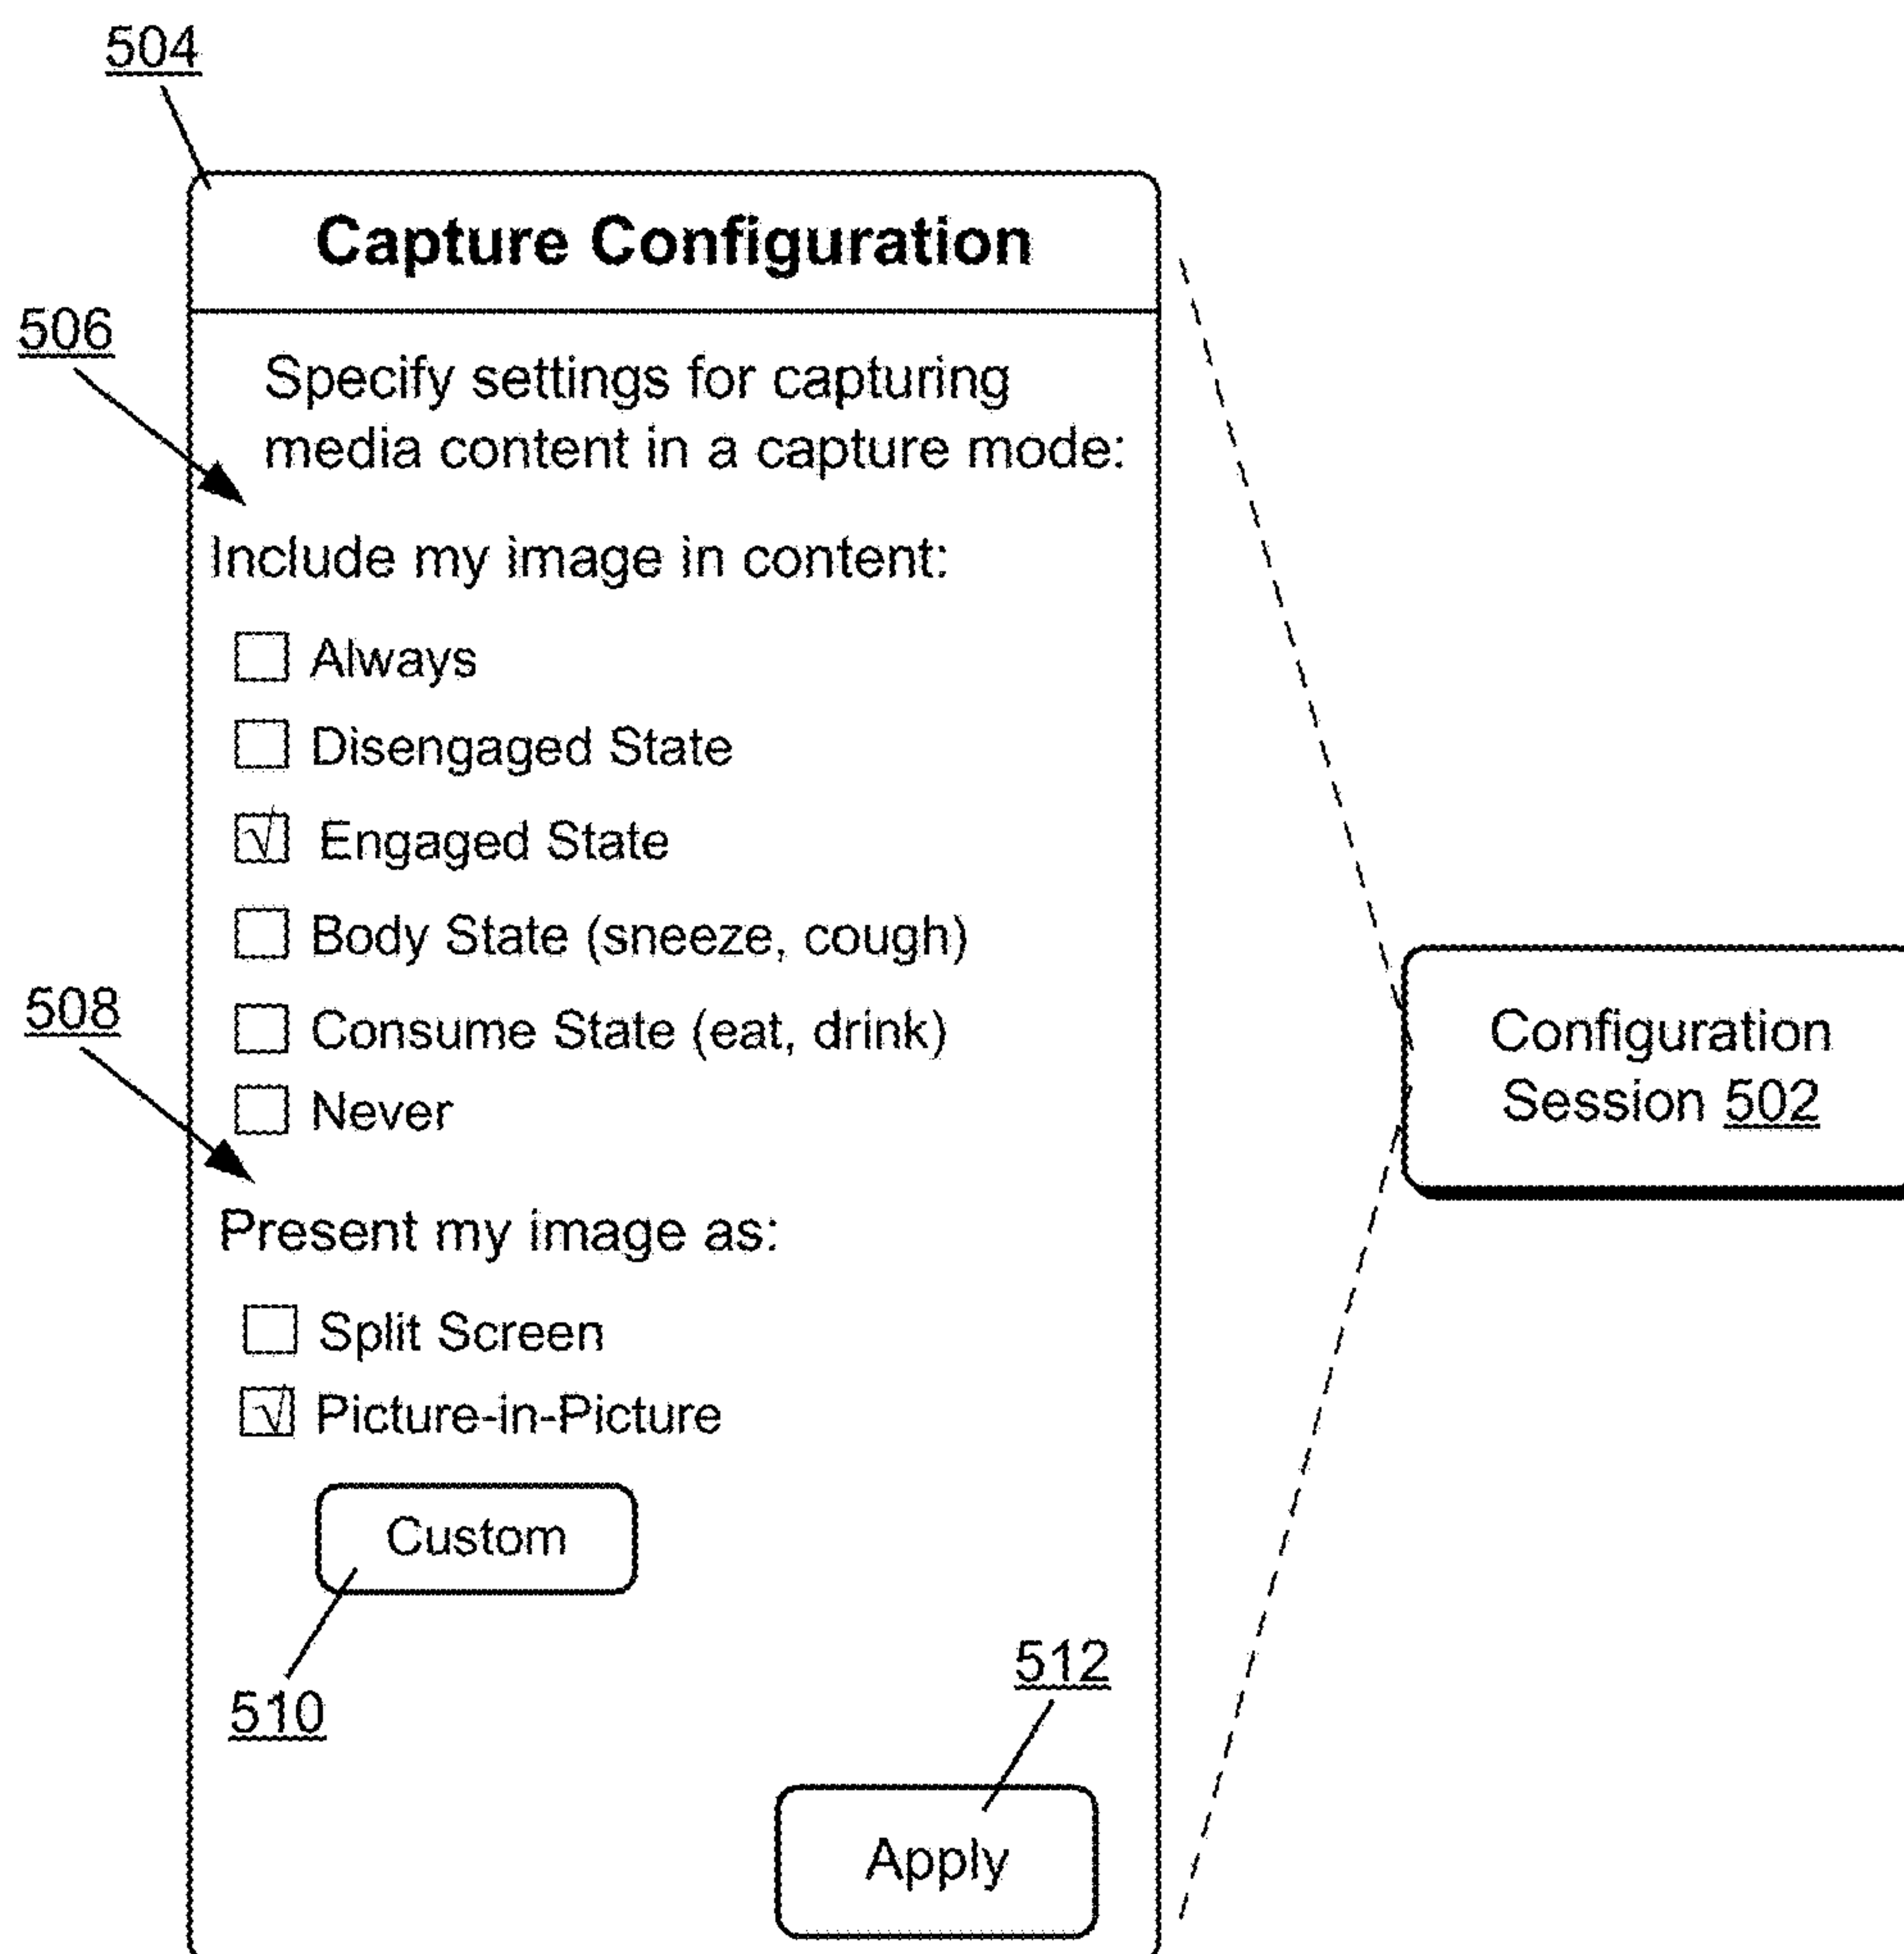 504
Capture Configuration
506
Specify settings for capturing
media content in a capture mode:
Include my image in content:
Always
Disengaged State
√ Engaged State
Body State (sneeze, cough)
508
Consume State (eat, drink)
Never
Configuration
Session 502
Present my image as:
Split Screen
√ Picture-in-Picture
Custom
510
512
Apply